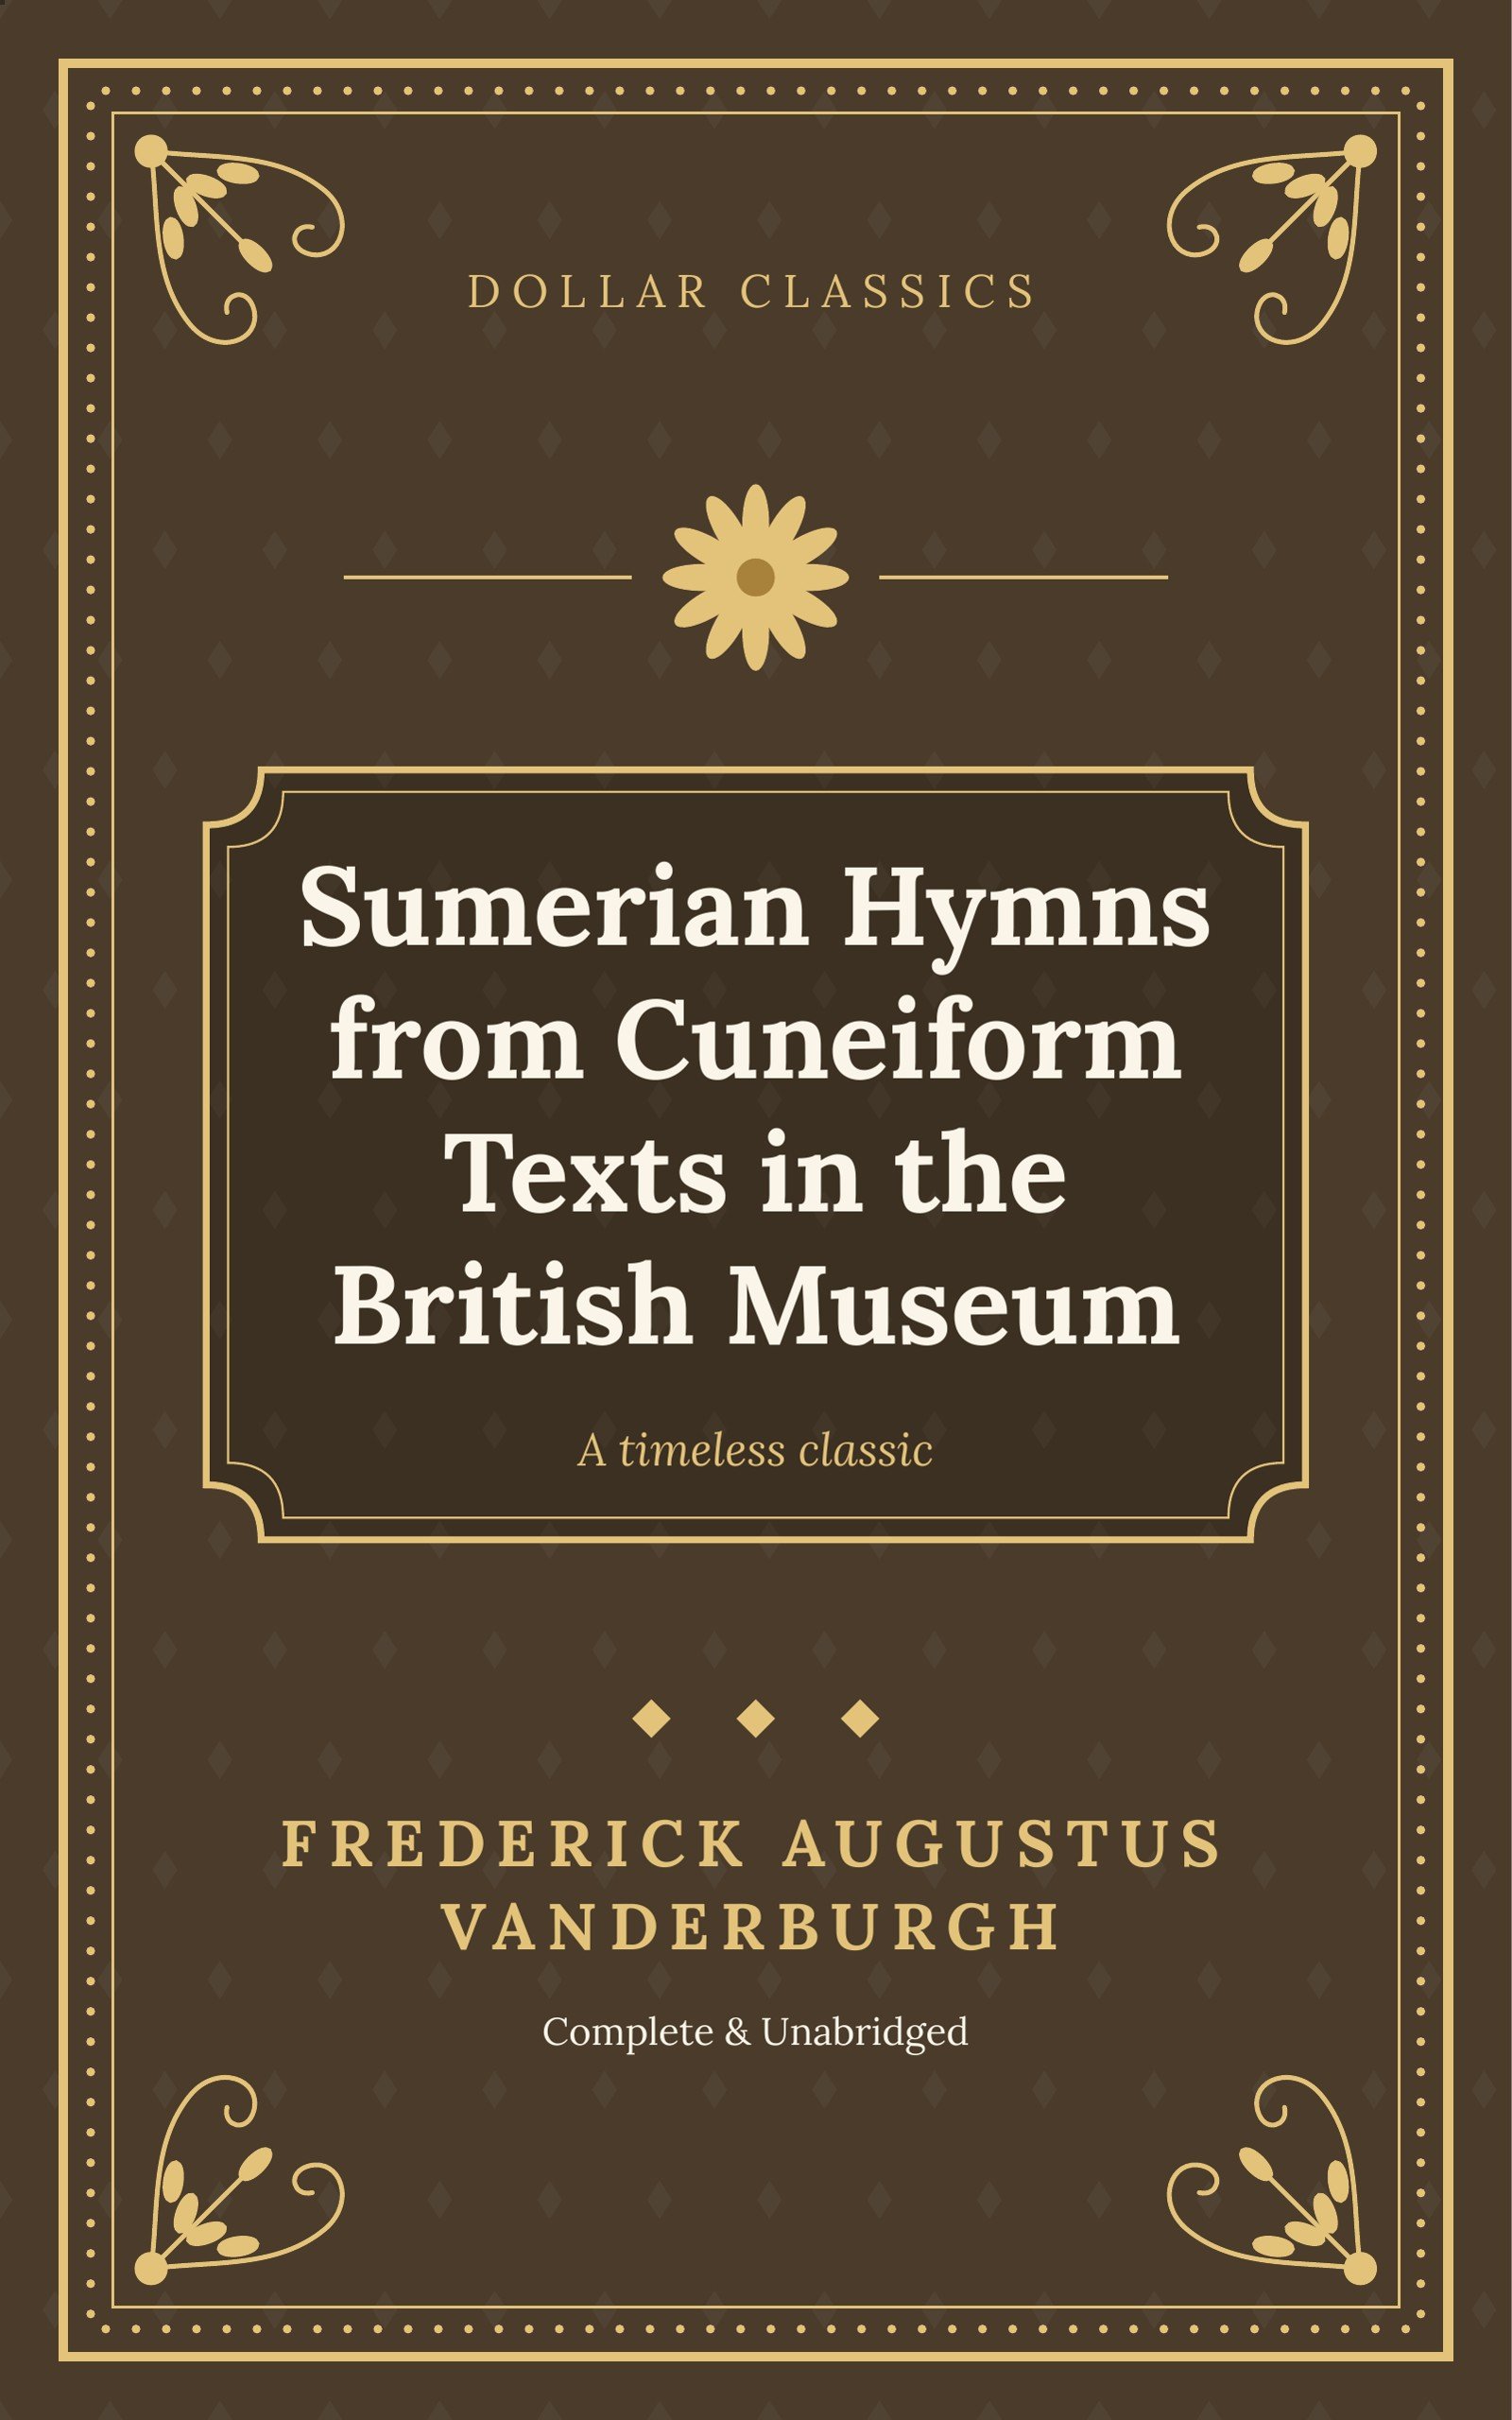 DOLLAR CLASSICS
Sumerian Hymns
from Cuneiform
Texts in the
British Museum
A timeless classic
FREDERICK AUGUSTUS
VANDERBURGH
Complete & Unabridged